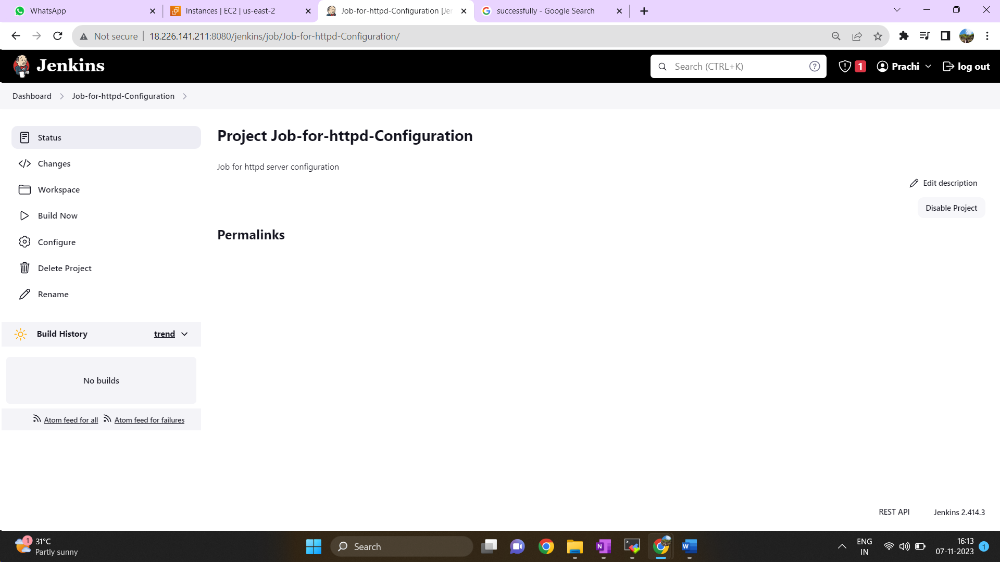 WhatsApp
Instances | EC2 | us-east-2
Job-for-httpd-Configuration [Jer
successfully - Google Search
Not secure
18.226.141.211:8080/jenkins/job/Job-for-httpd-Configuration/
Jenkins
Search (CTRL+K)
1
Prachi
log out
Dashboard
Job-for-httpd-Configuration
Status
Changes
Workspace
Build Now
Configure
Delete Project
Rename
Build History
trend
No builds
Atom feed for all
Atom feed for failures
Project Job-for-httpd-Configuration
Job for httpd server configuration
Edit description
Disable Project
Permalinks
REST API
Jenkins 2.414.3
1
31°C
Partly sunny
Search
ENG
IN
16:13
07-11-2023
1